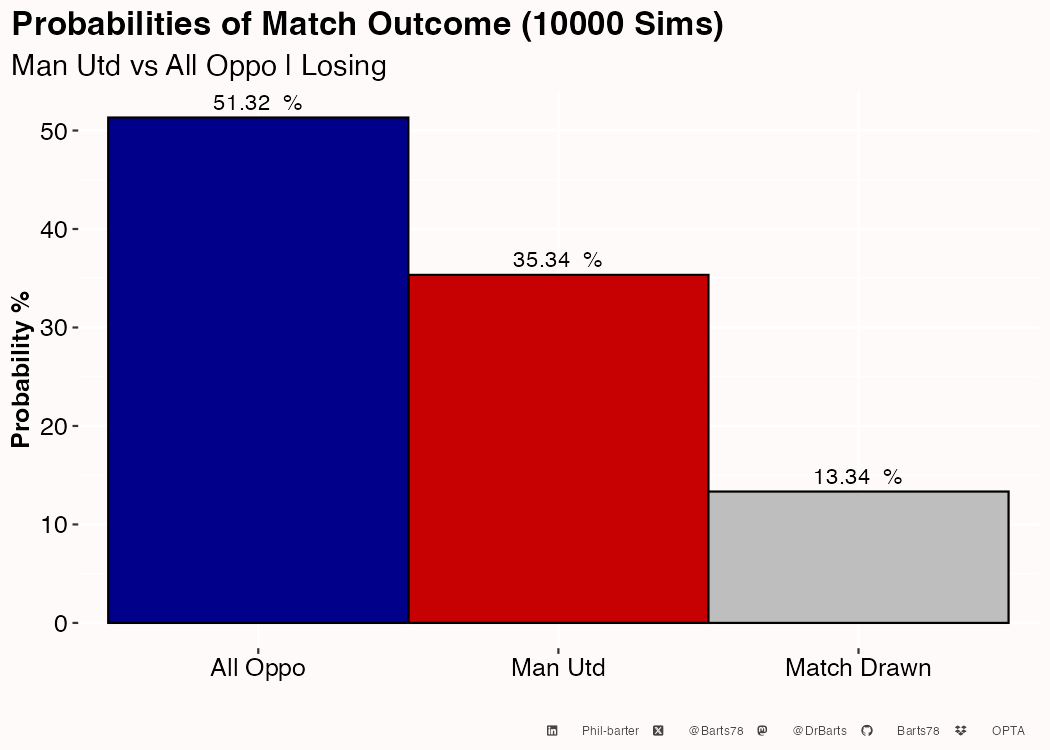 Probabilities of Match Outcome (10000 Sims)
Man Utd vs All Oppo | Losing
Probability %
50
40
30
20
10
0
51.32 %
35.34 %
13.34 %
All Oppo
Man Utd
Match Drawn
Phil-barter @Barts78 @DrBarts Barts78 OPTA